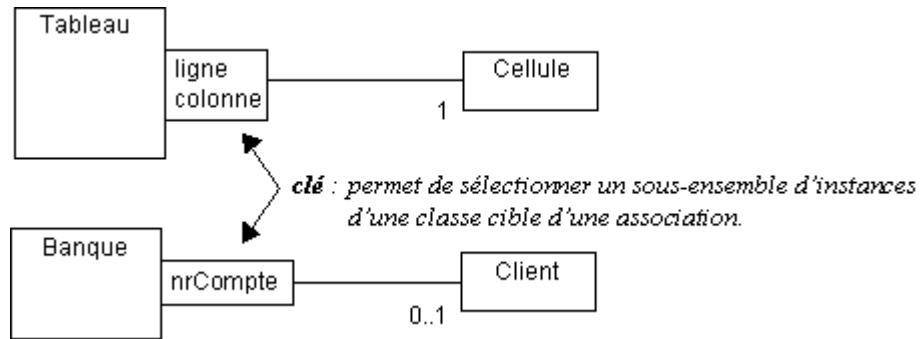 Tableau
ligne
colonne
Cellule
1
clé : permet de sélectionner un sous-ensemble d'instances
d'une classe cible d'une association.
Banque
nrCompte
Client
0..1